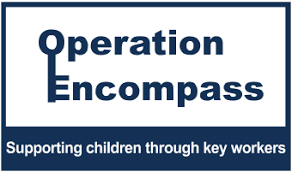 Operation
Encompass
Supporting children through key workers